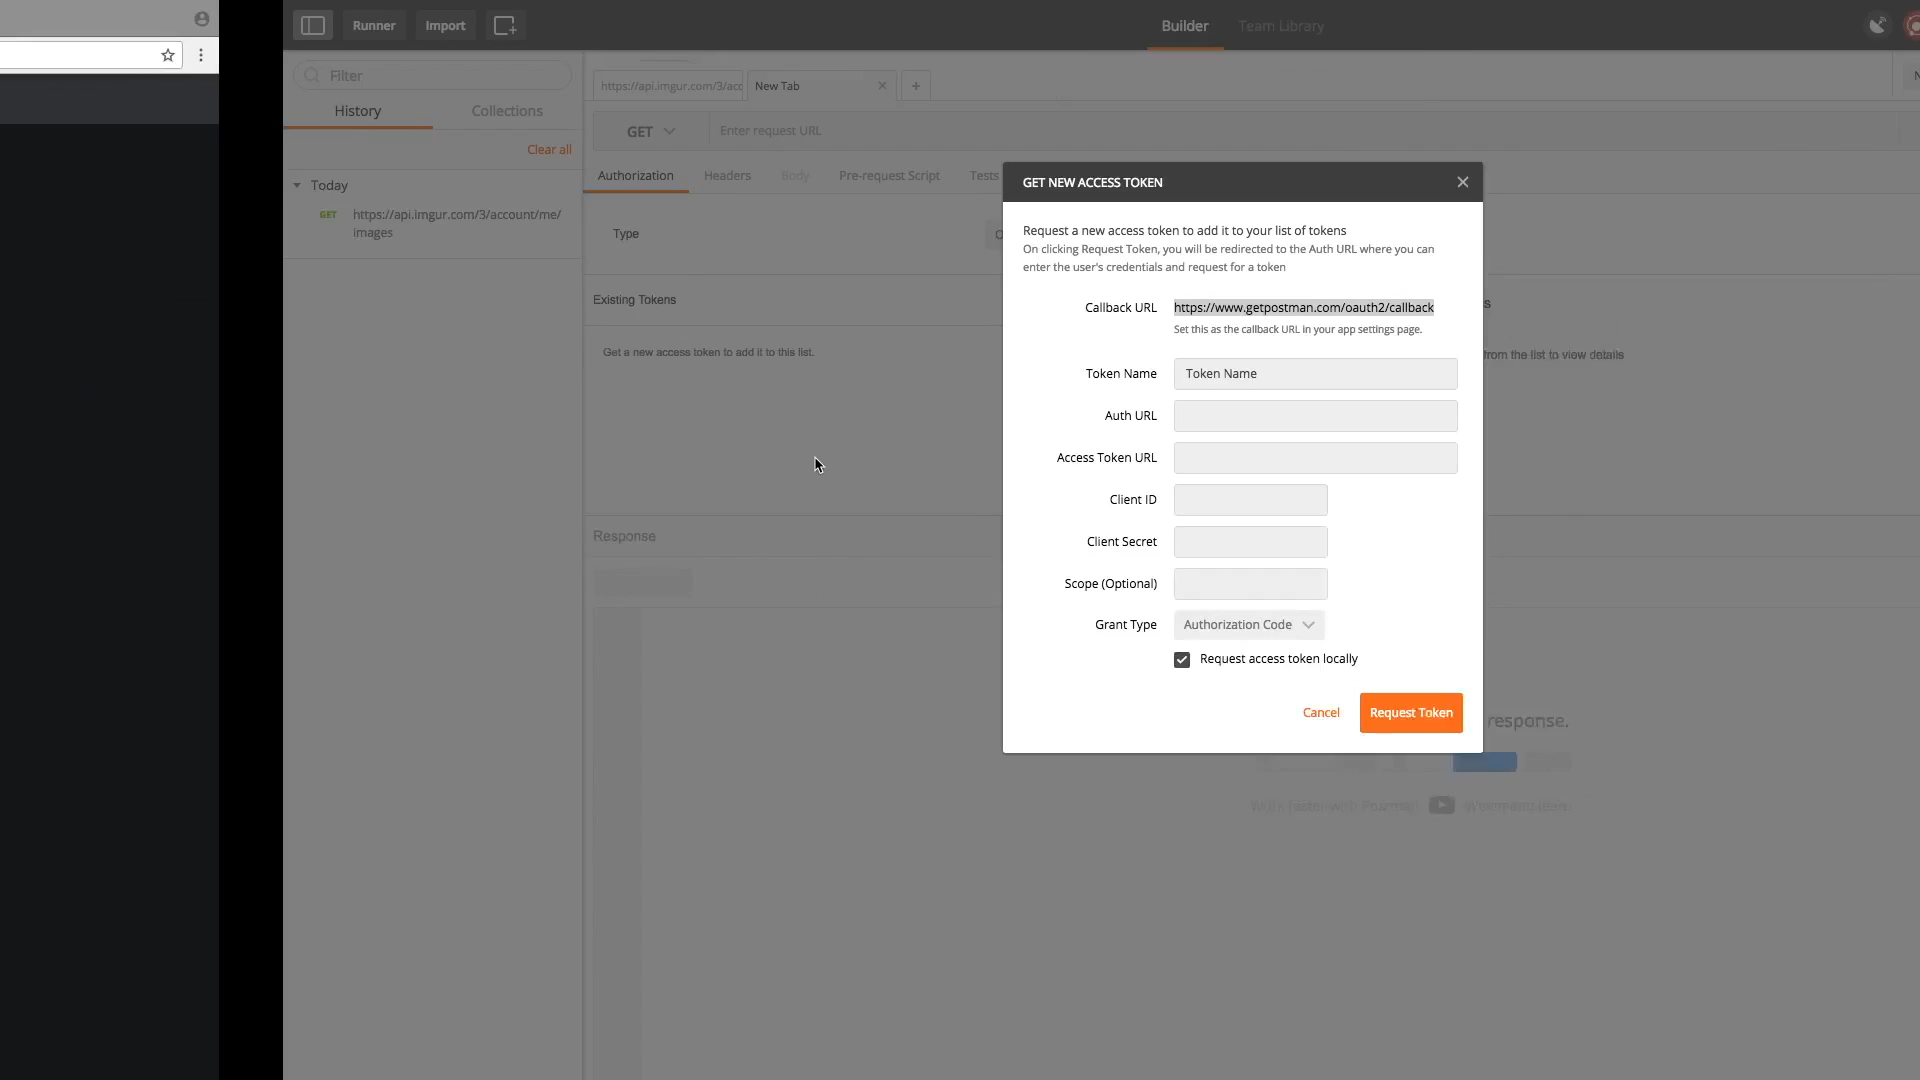 Runner
Import
Builder
Team Library
Filter
History
Collections
Clear all
Today
GET
https://api.imgur.com/3/account/me/
images
https://api.imgur.com/3/acc
New Tab
GET
Enter request URL
Authorization
Headers
Body
Pre-request Script
Tests
Type
Existing Tokens
Get a new access token to add it to this list.
from the list to view details
Response
response.
GET NEW ACCESS TOKEN
Request a new access token to add it to your list of tokens
On clicking Request Token, you will be redirected to the Auth URL where you can
enter the user's credentials and request for a token
Callback URL
https://www.getpostman.com/oauth2/callback
Set this as the callback URL in your app settings page.
Token Name
Token Name
Auth URL
Access Token URL
Client ID
Client Secret
Scope (Optional)
Grant Type
Authorization Code
Request access token locally
Cancel
Request Token